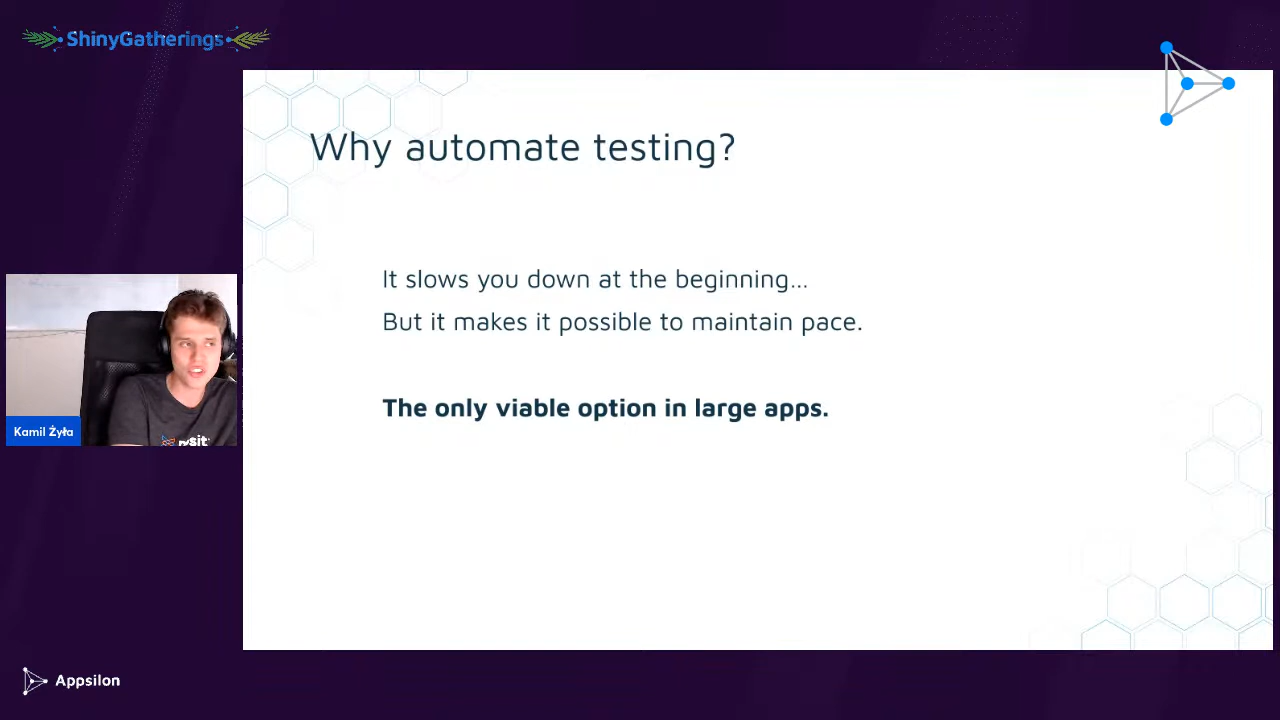 ShinyGatherings
Why automate testing?
It slows you down at the beginning...
But it makes it possible to maintain pace.
The only viable option in large apps.
Kamil Żyła
Appsilon